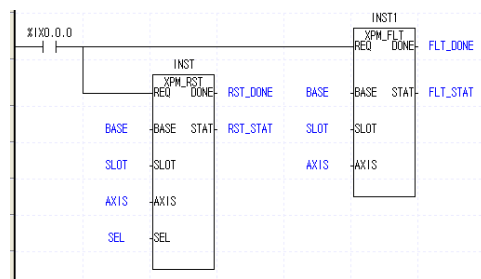 INST1
%IX0.0.0
XPM_FLT
REQ DONE FLT_DONE
INST
XPM_RST
REQ DONE RST_DONE BASE BASE STAT FLT_STAT
BASE BASE STAT RST_STAT SLOT SLOT
SLOT SLOT AXIS AXIS
AXIS AXIS
SEL SEL